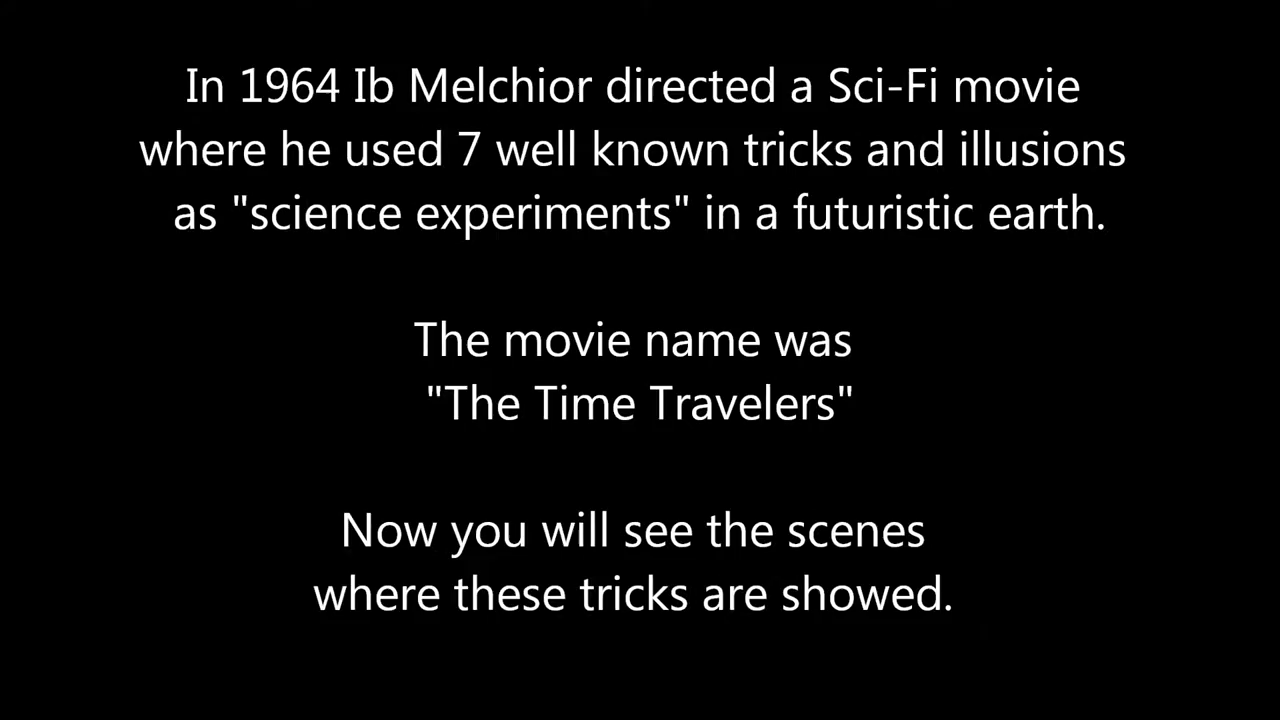 In 1964 Ib Melchior directed a Sci-Fi movie
where he used 7 well known tricks and illusions
as "science experiments" in a futuristic earth.
The movie name was
"The Time Travelers"
Now you will see the scenes
where these tricks are showed.